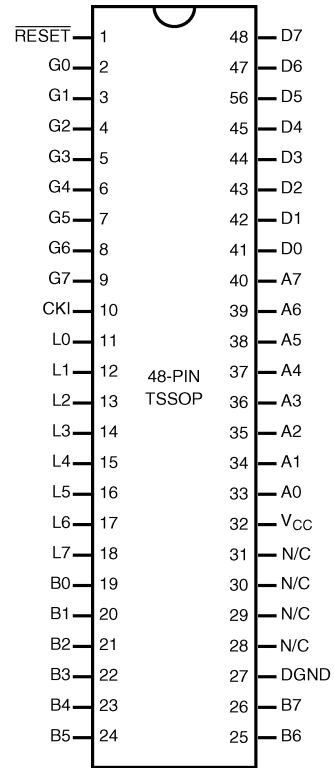 RESET 1 48 D7
G0 2 47 D6
G1 3 56 D5
G2 4 45 D4
G3 5 44 D3
G4 6 43 D2
G5 7 42 D1
G6 8 41 D0
G7 9 40 A7
CKI 10 39 A6
L0 11 38 A5
L1 12 37 A4
48-PIN
TSSOP
L2 13 36 A3
L3 14 35 A2
L4 15 34 A1
L5 16 33 A0
L6 17 32 VCC
L7 18 31 N/C
B0 19 30 N/C
B1 20 29 N/C
B2 21 28 N/C
B3 22 27 DGND
B4 23 26 B7
B5 24 25 B6